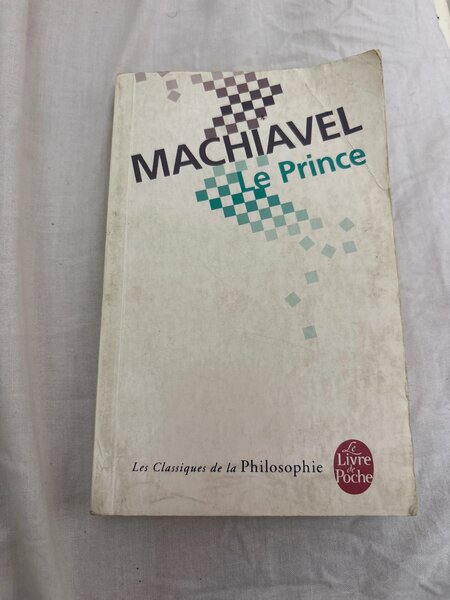 MACHIAVEL
Le Prince
Les Classiques de la Philosophie
Le
Livre
de
Poche